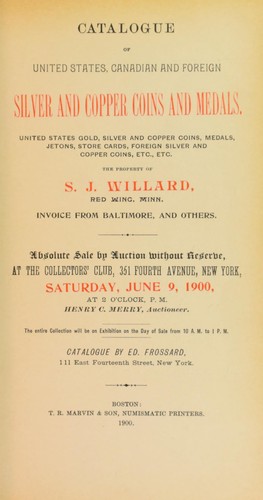 CATALOGUE
OF
UNITED STATES, CANADIAN AND FOREIGN
SILVER AND COPPER COINS AND MEDALS,
UNITED STATES GOLD, SILVER AND COPPER COINS, MEDALS,
JETONS, STORE CARDS, FOREIGN SILVER AND
COPPER COINS, ETC., ETC.
THE PROPERTY OF
S. J. WILLARD,
RED WING, MINN.
INVOICE FROM BALTIMORE, AND OTHERS.
Absolute Sale by Auction without Reserve,
AT THE COLLECTORS' CLUB, 351 FOURTH AVENUE, NEW YORK,
SATURDAY, JUNE 9, 1900,
AT 2 O'CLOCK, P. M.
HENRY C. MERRY, Auctioneer.
The entire Collection will be on Exhibition on the Day of Sale from 10 A. M. to 1 P. M.
CATALOGUE BY ED. FROSSARD,
111 East Fourteenth Street, New York.
BOSTON:
T. R. MARVIN & SON, NUMISMATIC PRINTERS.
1900.